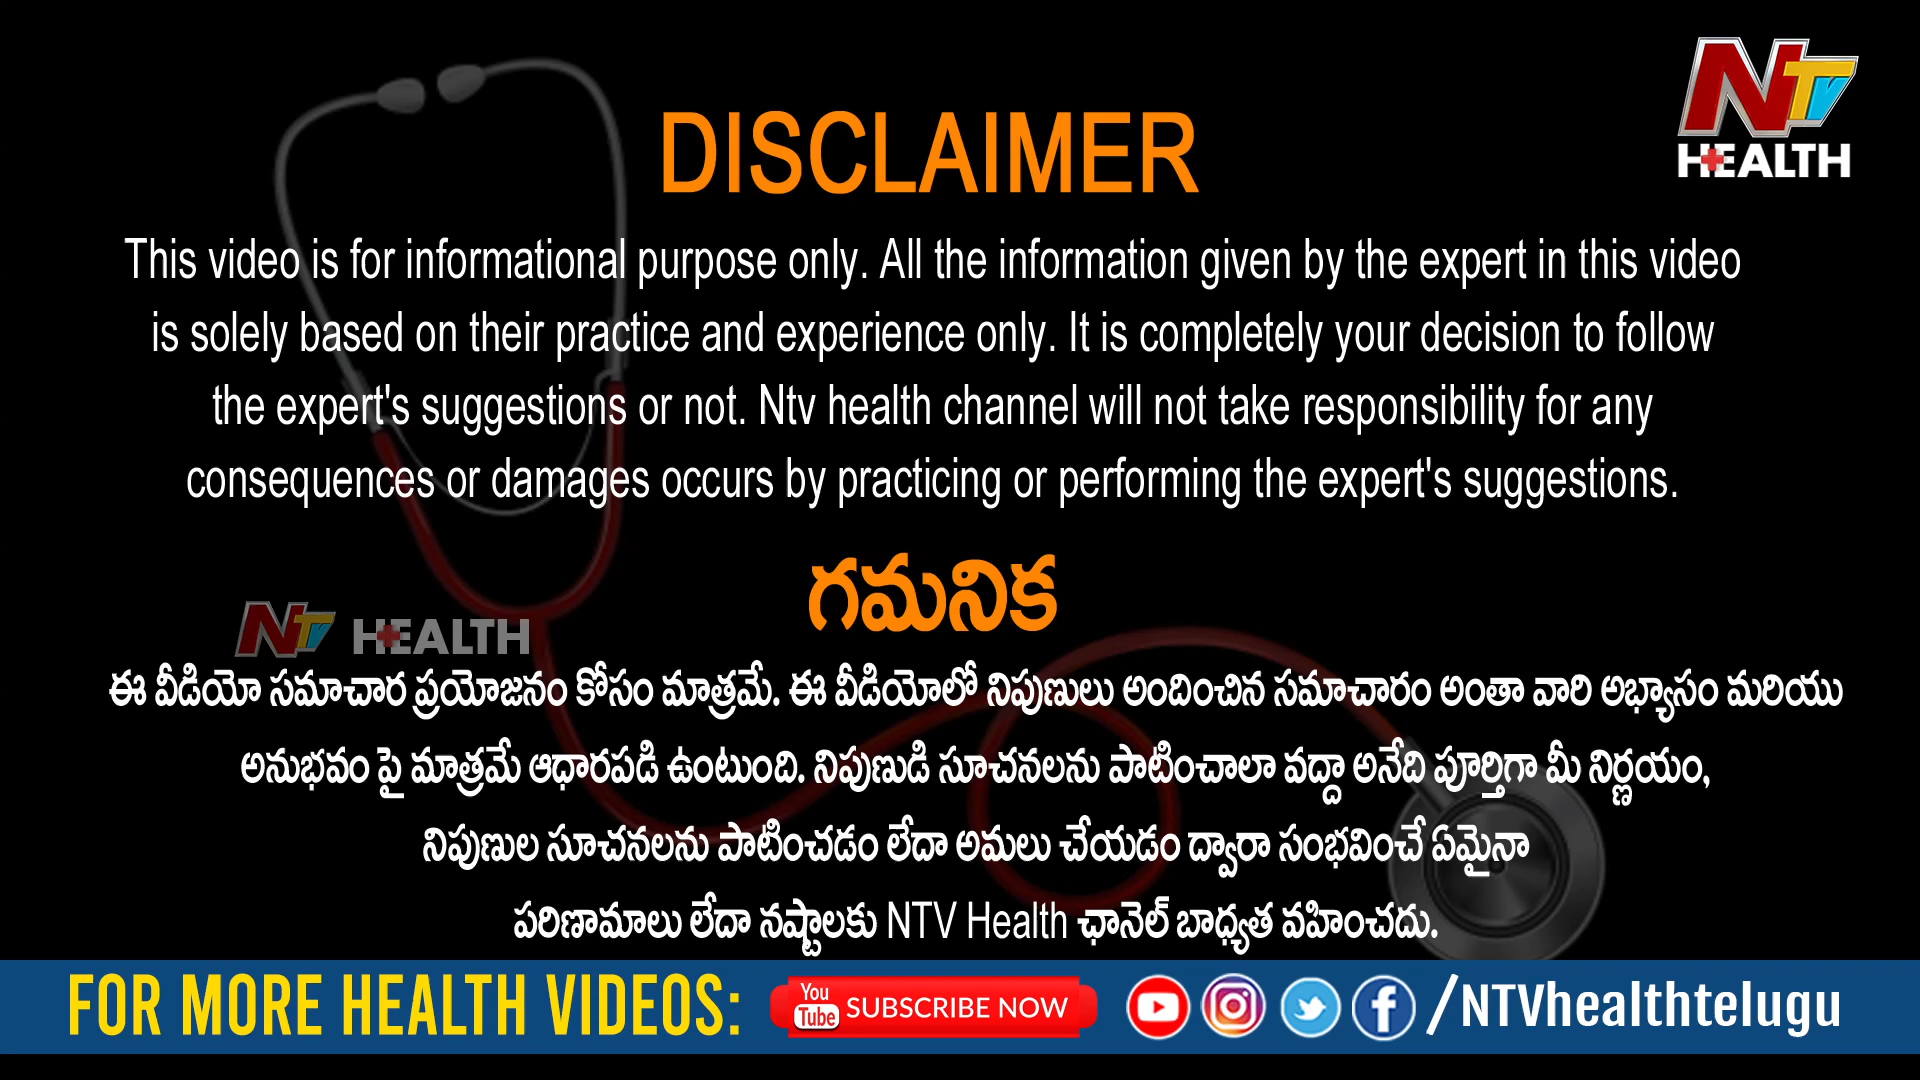 NTV
HEALTH
DISCLAIMER
This video is for informational purpose only. All the information given by the expert in this video
is solely based on their practice and experience only. It is completely your decision to follow
the expert's suggestions or not. Ntv health channel will not take responsibility for any
consequences or damages occurs by practicing or performing the expert's suggestions.
గమనిక
NTV HEALTH
ఈ వీడియో సమాచార ప్రయోజనం కోసం మాత్రమే. ఈ వీడియోలో నిపుణులు అందించిన సమాచారం అంతా వారి అభ్యాసం మరియు
అనుభవం పై మాత్రమే ఆధారపడి ఉంటుంది. నిపుణుడి సూచనలను పాటించాలా వద్దా అనేది పూర్తిగా మీ నిర్ణయం,
నిపుణుల సూచనలను పాటించడం లేదా అమలు చేయడం ద్వారా సంభవించే ఏమైనా
పరిణామాలు లేదా నష్టాలకు NTV Health ఛానెల్ బాధ్యత వహించదు.
FOR MORE HEALTH VIDEOS: You Tube SUBSCRIBE NOW /NTVhealthtelugu